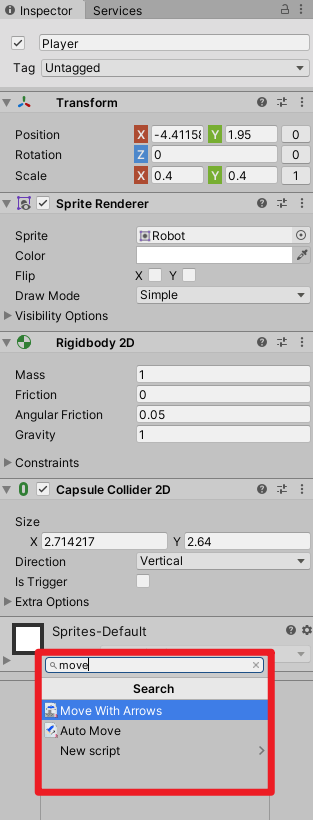 Inspector Services
Player
Tag Untagged
Transform
Position X -4.41158 Y 1.95 0
Rotation Z 0 0
Scale X 0.4 Y 0.4 1
Sprite Renderer
Sprite Robot
Color
Flip X Y
Draw Mode Simple
Visibility Options
Rigidbody 2D
Mass 1
Friction 0
Angular Friction 0.05
Gravity 1
Constraints
Capsule Collider 2D
Size
X 2.714217 Y 2.64
Direction Vertical
Is Trigger
Extra Options
Sprites-Default
move
Search
Move With Arrows
Auto Move
New script